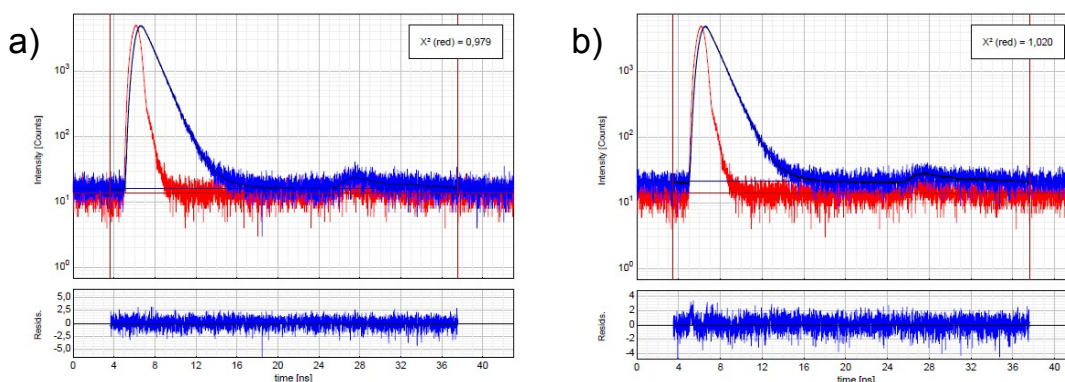 a)
X² (red) = 0,979
Intensity [Counts]
10³
10²
10¹
10⁰
Resids.
5,0
2,5
0
-2,5
-5,0
0 4 8 12 16 20 24 28 32 36 40
time [ns]
b)
X² (red) = 1,020
Intensity [Counts]
10³
10²
10¹
10⁰
Resids.
4
2
0
-2
-4
0 4 8 12 16 20 24 28 32 36 40
time [ns]